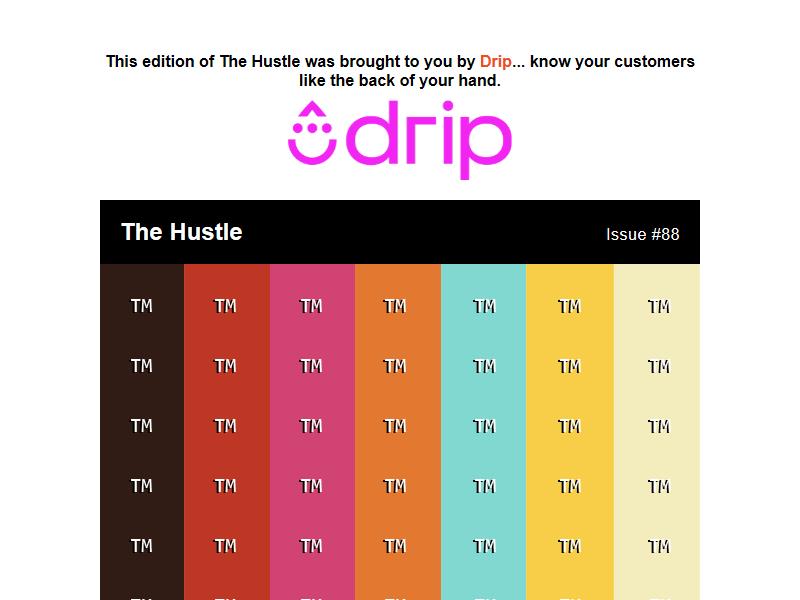 This edition of The Hustle was brought to you by Drip... know your customers
like the back of your hand.
drip
The Hustle Issue #88
TM TM TM TM TM TM TM
TM TM TM TM TM TM TM
TM TM TM TM TM TM TM
TM TM TM TM TM TM TM
TM TM TM TM TM TM TM